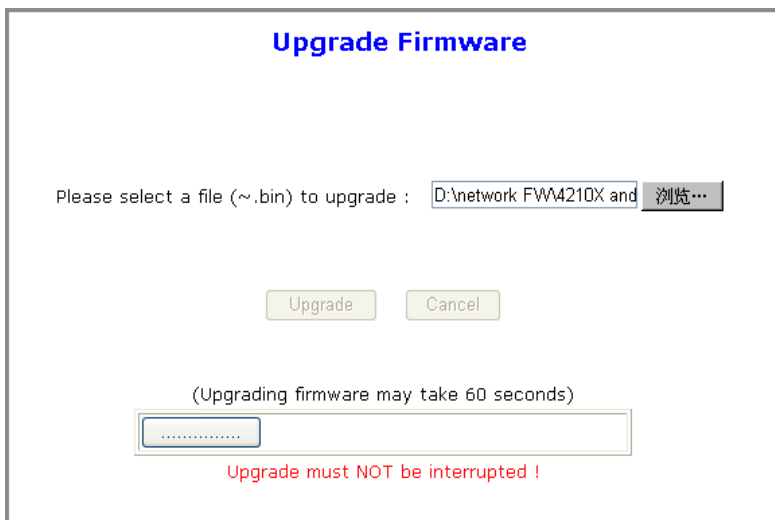 Upgrade Firmware
Please select a file (~.bin) to upgrade : D:\network FW\4210X and 浏览…
Upgrade Cancel
(Upgrading firmware may take 60 seconds)
...............
Upgrade must NOT be interrupted !